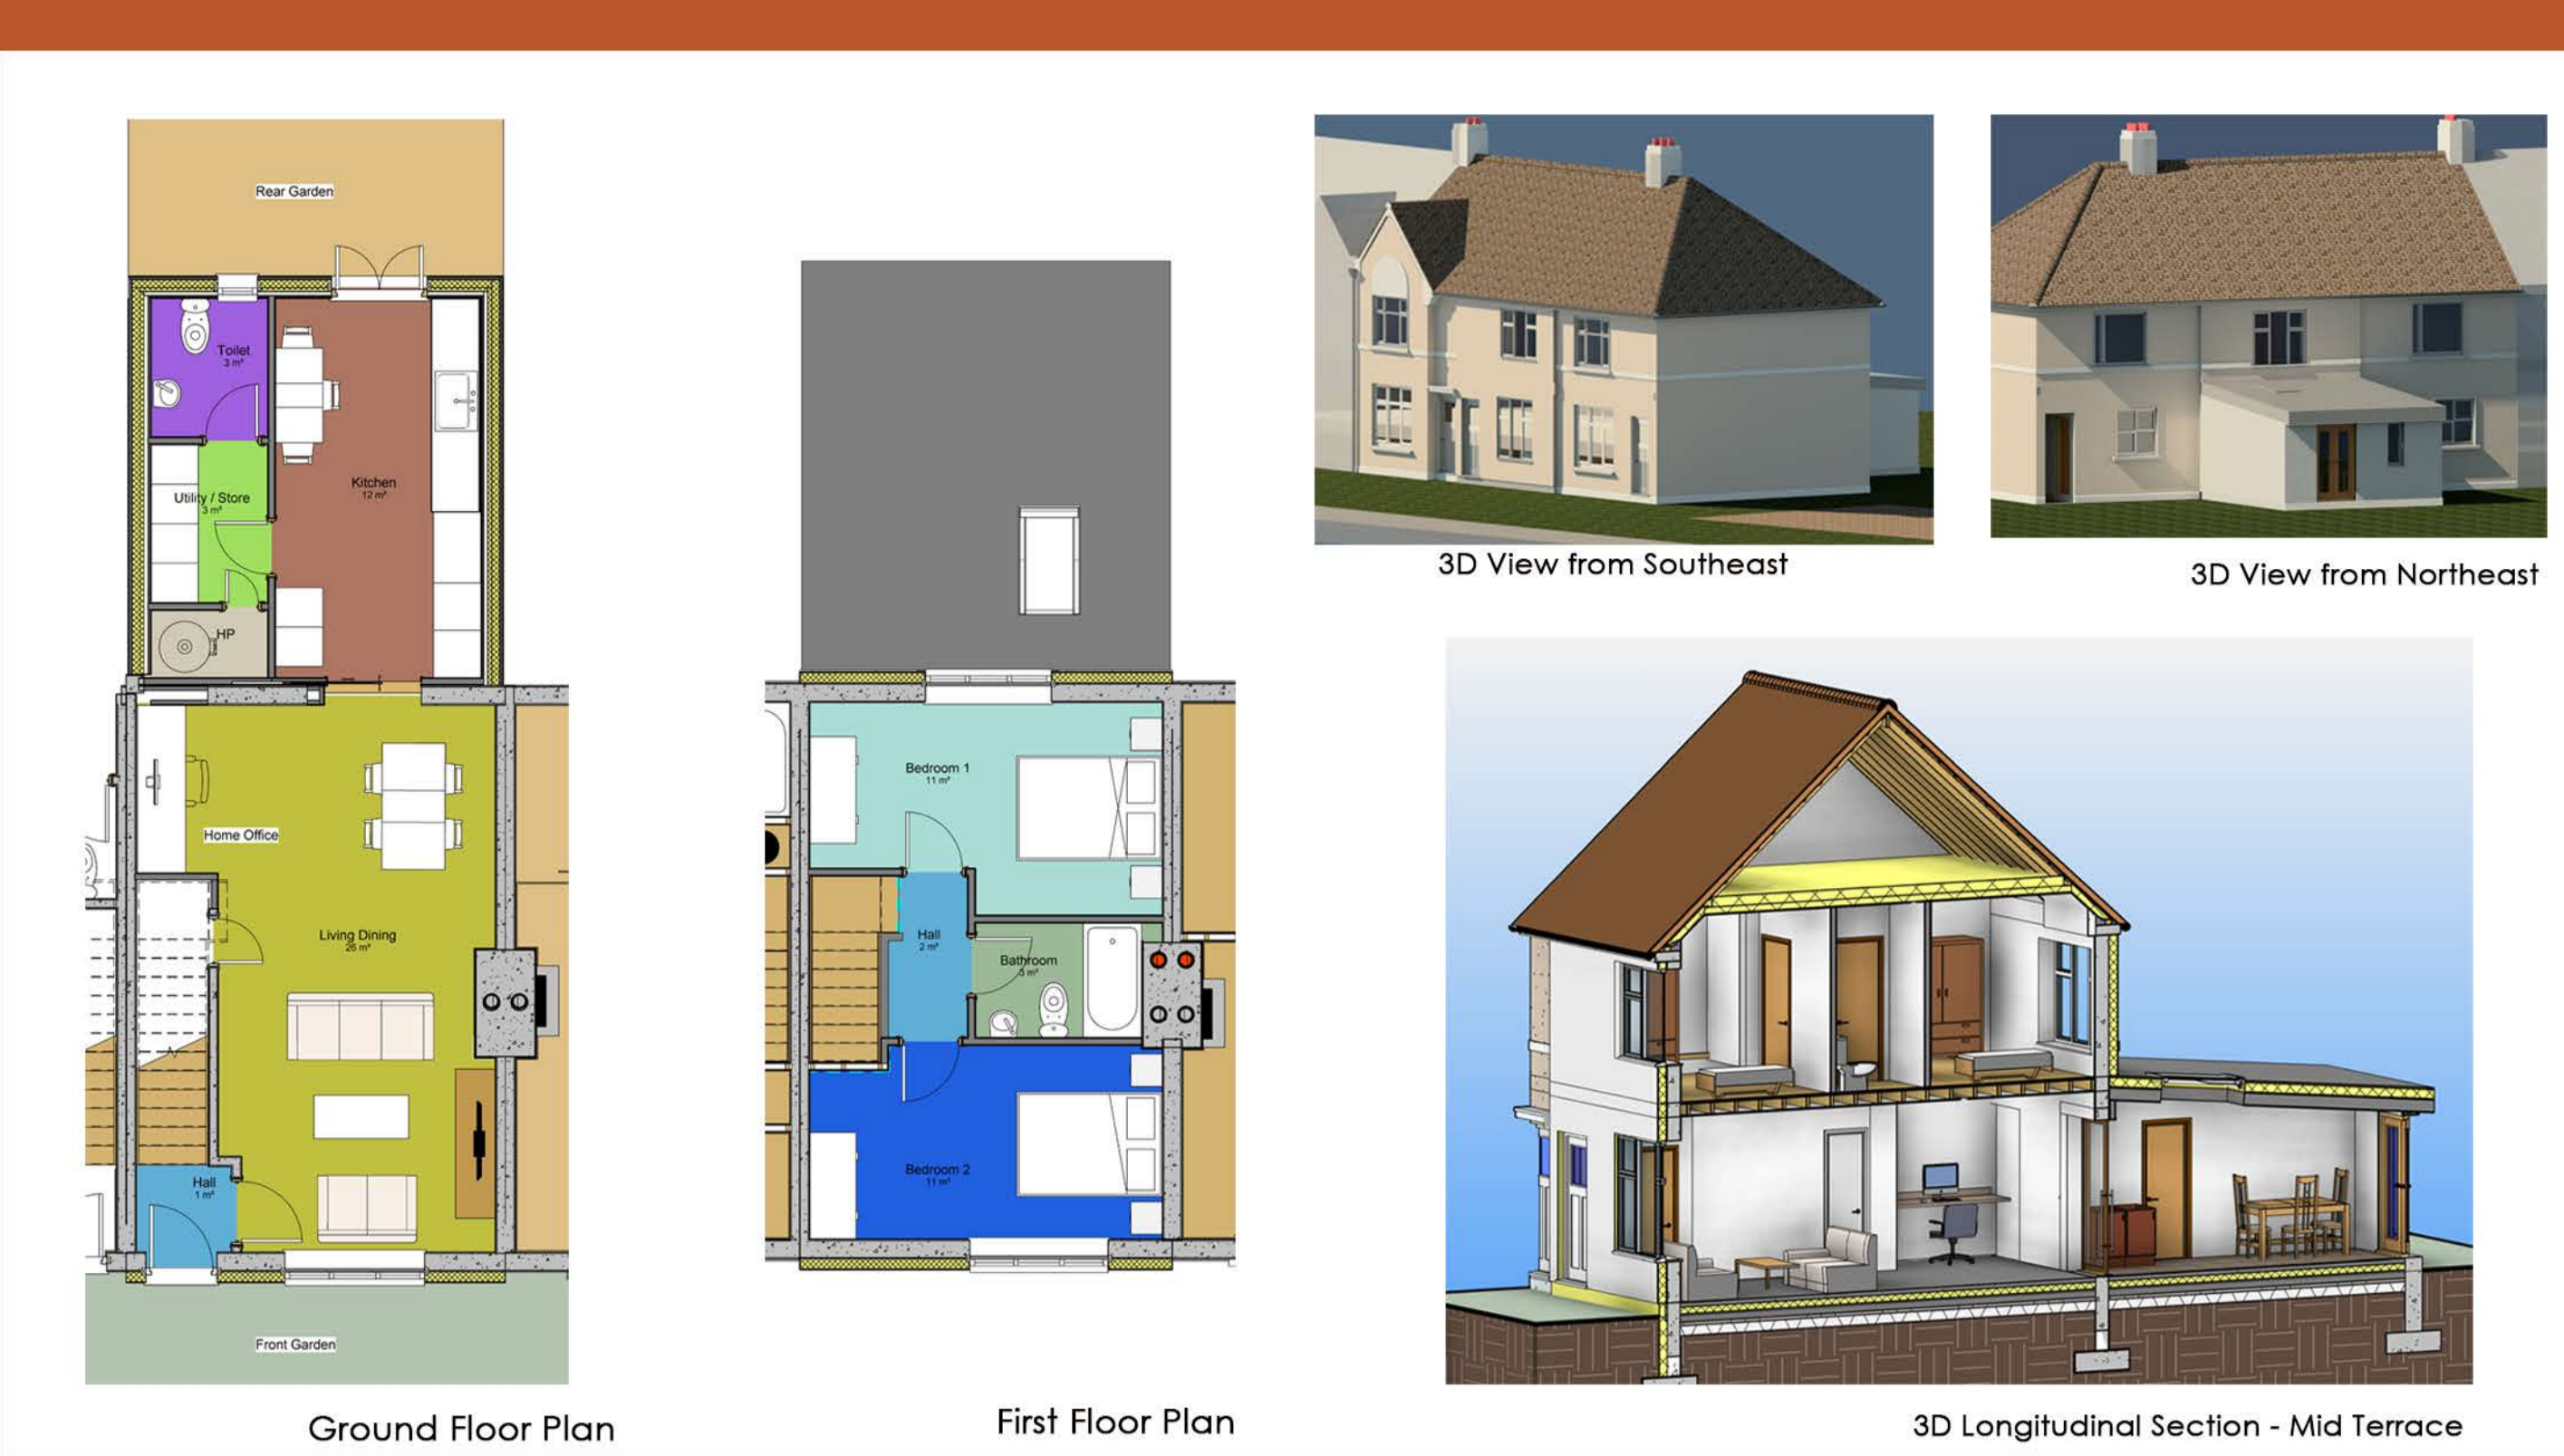 Rear Garden
Toilet
3 m²
Kitchen
12 m²
Utility / Store
3 m²
HP
Home Office
Living Dining
26 m²
Hall
1 m²
Front Garden
Ground Floor Plan
Bedroom 1
11 m²
Hall
2 m²
Bathroom
3 m²
Bedroom 2
11 m²
First Floor Plan
3D View from Southeast
3D View from Northeast
3D Longitudinal Section - Mid Terrace